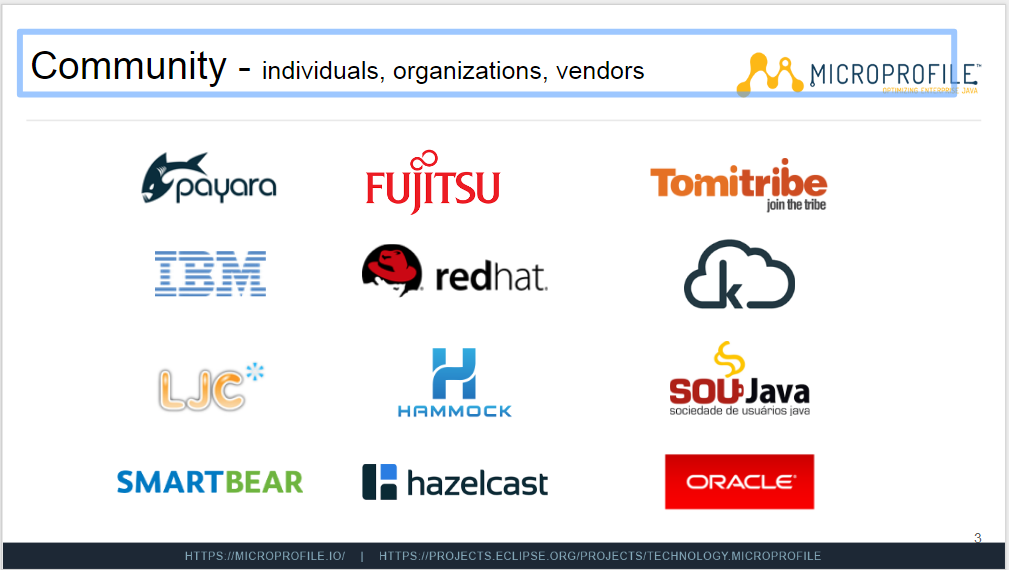 Community - individuals, organizations, vendors
MICROPROFILE™
OPTIMIZING ENTERPRISE JAVA
payara
FUJITSU
Tomitribe
join the tribe
IBM
redhat.
k
LJC
HAMMOCK
SOUJava
sociedade de usuários java
SMARTBEAR
hazelcast
ORACLE®
3
HTTPS://MICROPROFILE.IO/ | HTTPS://PROJECTS.ECLIPSE.ORG/PROJECTS/TECHNOLOGY.MICROPROFILE